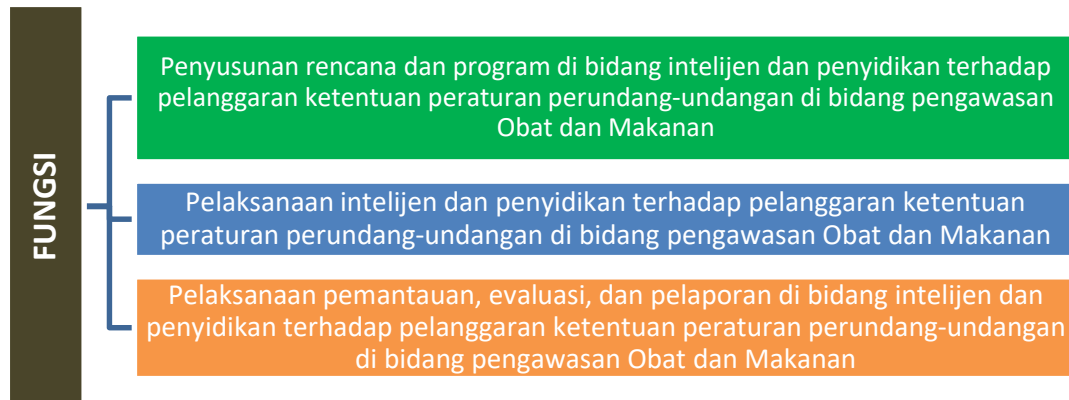 FUNGSI
Penyusunan rencana dan program di bidang intelijen dan penyidikan terhadap
pelanggaran ketentuan peraturan perundang-undangan di bidang pengawasan
Obat dan Makanan
Pelaksanaan intelijen dan penyidikan terhadap pelanggaran ketentuan
peraturan perundang-undangan di bidang pengawasan Obat dan Makanan
Pelaksanaan pemantauan, evaluasi, dan pelaporan di bidang intelijen dan
penyidikan terhadap pelanggaran ketentuan peraturan perundang-undangan
di bidang pengawasan Obat dan Makanan